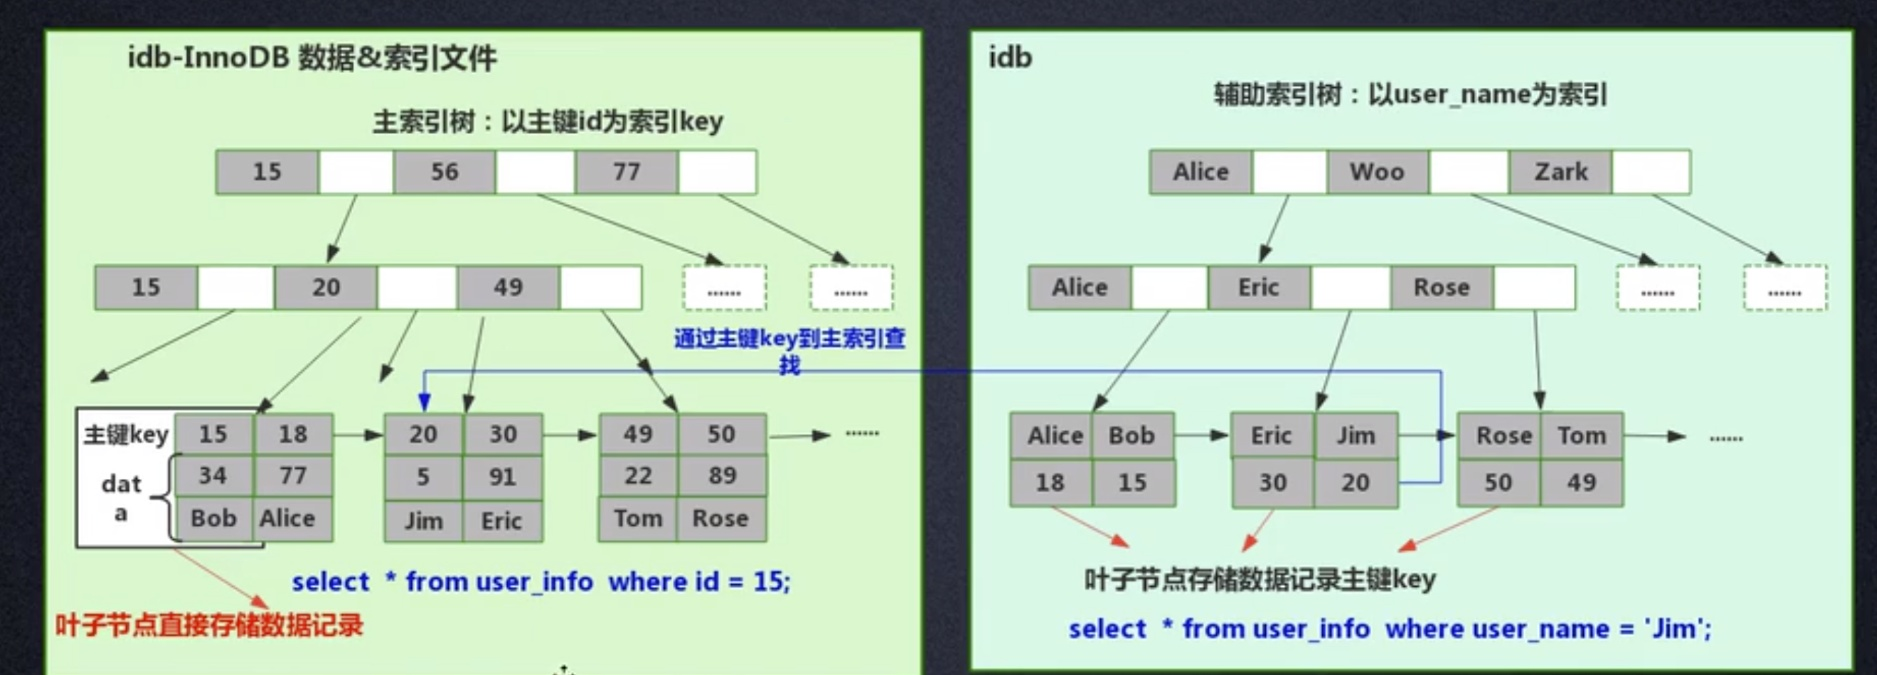 idb-InnoDB 数据&索引文件
主索引树：以主键id为索引key
15 56 77
15 20 49 ...... ......
通过主键key到主索引查
找
主键key 15 18 20 30 49 50 ......
34 77 5 91 22 89
dat
a
Bob Alice Jim Eric Tom Rose
select * from user_info where id = 15;
叶子节点直接存储数据记录
idb
辅助索引树：以user_name为索引
Alice Woo Zark
Alice Eric Rose ...... ......
Alice Bob Eric Jim Rose Tom ......
18 15 30 20 50 49
叶子节点存储数据记录主键key
select * from user_info where user_name = 'Jim';